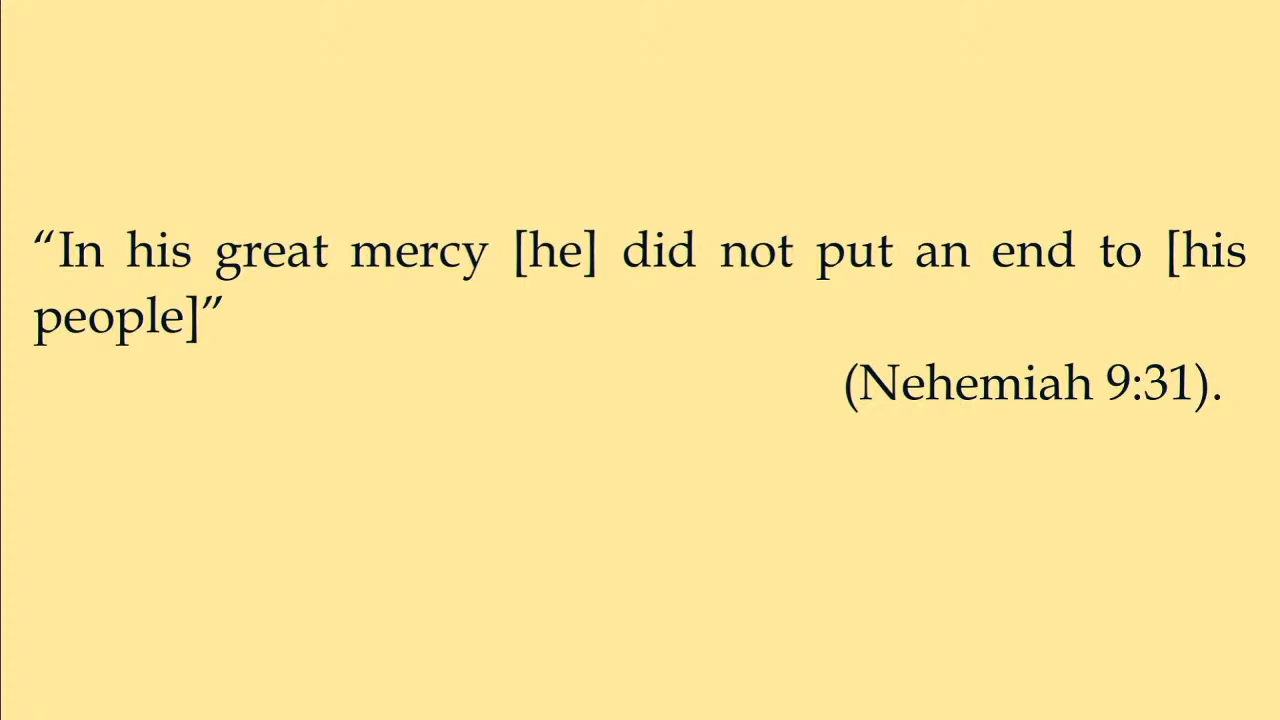 “In his great mercy [he] did not put an end to [his
people]”
(Nehemiah 9:31).